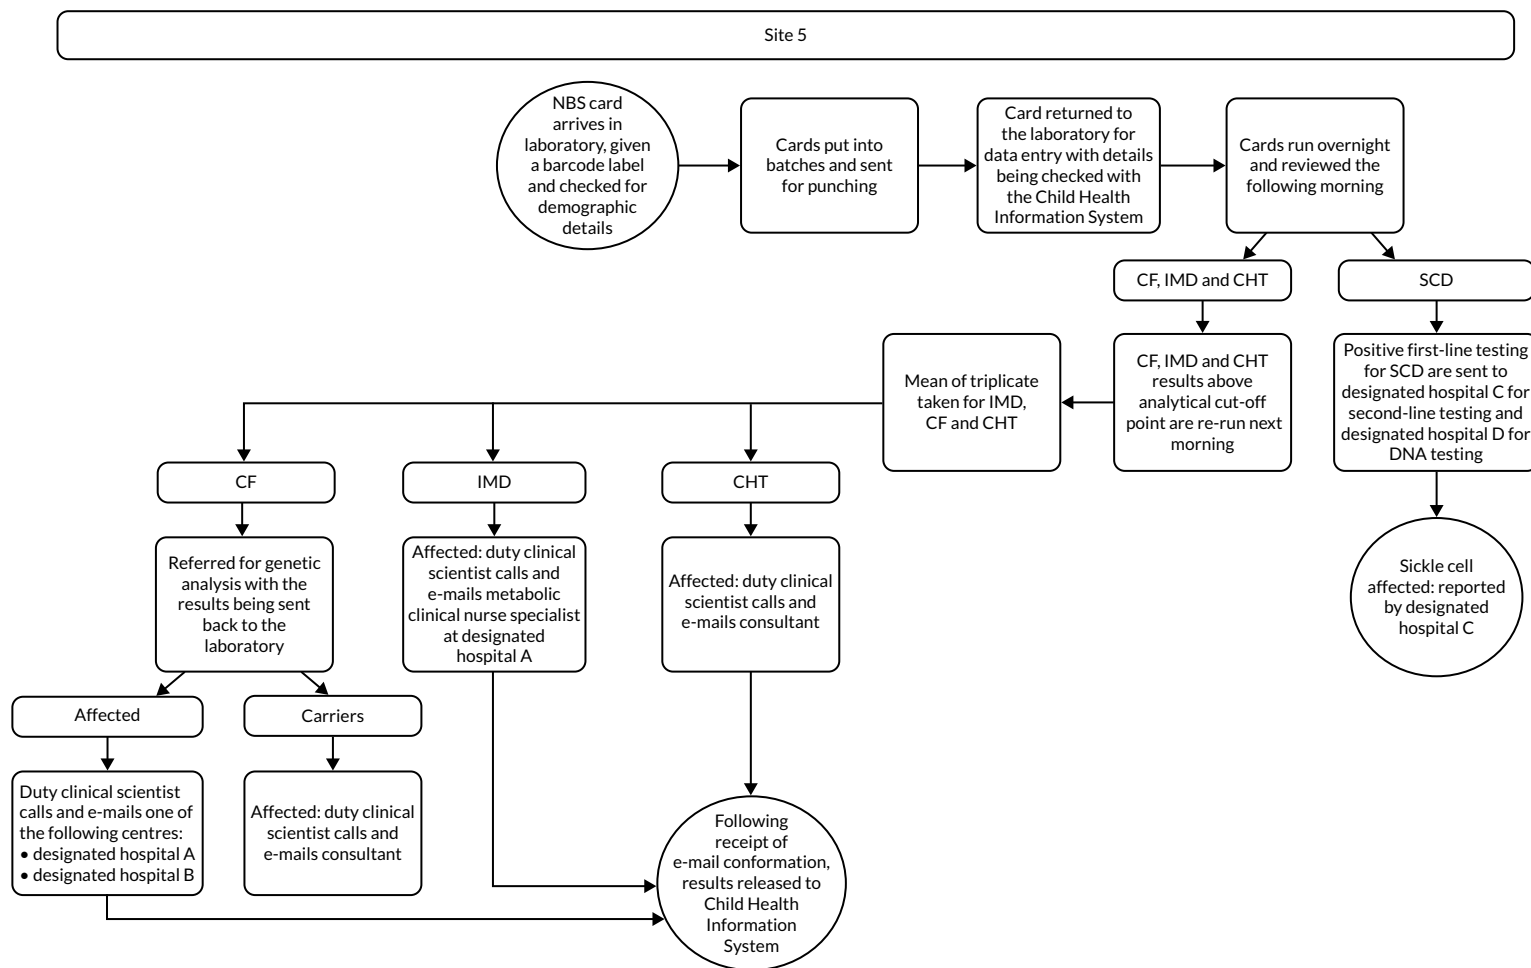 Site 5
NBS card
arrives in
laboratory, given
a barcode label
and checked for
demographic
details
Cards put into
batches and sent
for punching
Card returned to
the laboratory for
data entry with details
being checked with
the Child Health
Information System
Cards run overnight
and reviewed the
following morning
CF, IMD and CHT
SCD
CF, IMD and CHT
results above
analytical cut-off
point are re-run next
morning
Positive first-line testing
for SCD are sent to
designated hospital C for
second-line testing and
designated hospital D for
DNA testing
Mean of triplicate
taken for IMD,
CF and CHT
CF
IMD
CHT
Referred for genetic
analysis with the
results being sent
back to the
laboratory
Affected: duty clinical
scientist calls and
e-mails metabolic
clinical nurse specialist
at designated
hospital A
Affected: duty clinical
scientist calls and
e-mails consultant
Sickle cell
affected: reported
by designated
hospital C
Affected
Carriers
Duty clinical scientist
calls and e-mails one of
the following centres:
• designated hospital A
• designated hospital B
Affected: duty clinical
scientist calls and
e-mails consultant
Following
receipt of
e-mail conformation,
results released to
Child Health
Information
System